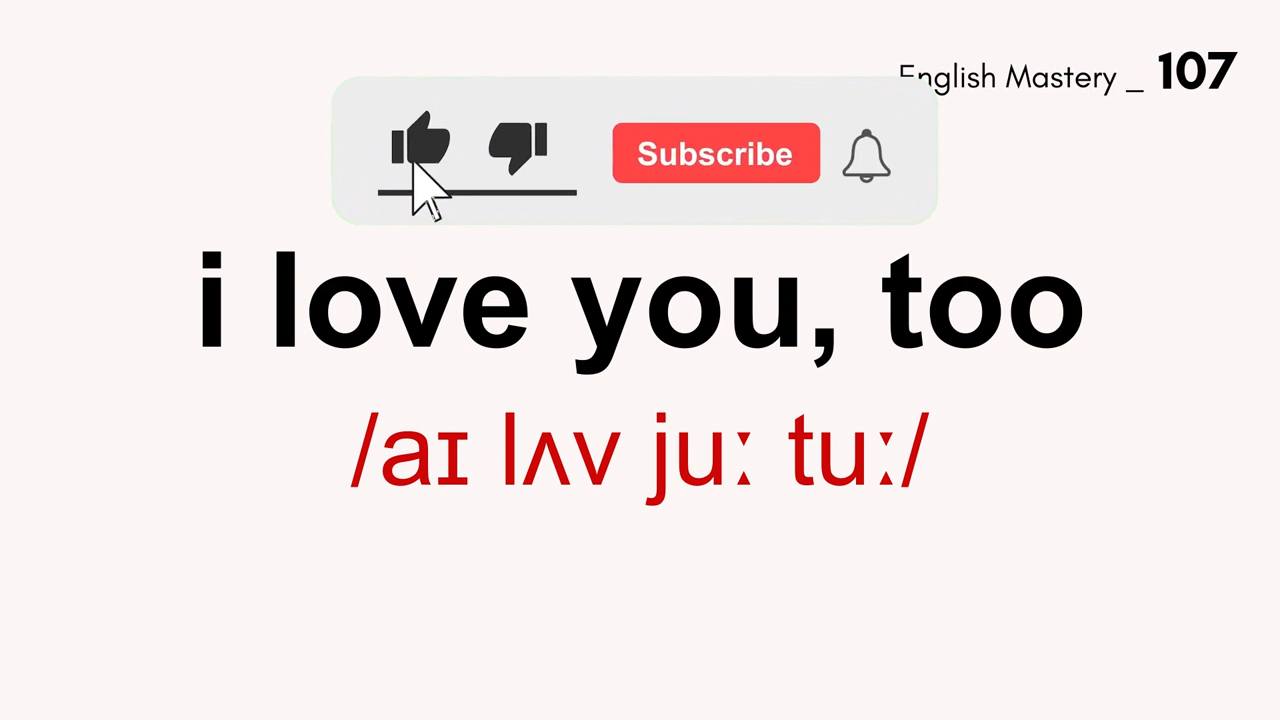 English Mastery _ 107
Subscribe
i love you, too
/aɪ lʌv juː tuː/